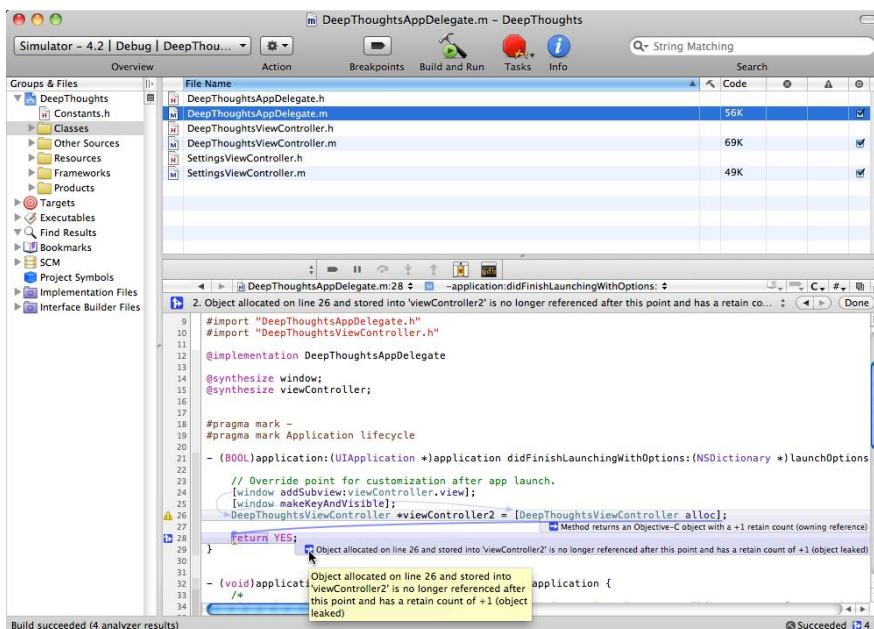 DeepThoughtsAppDelegate.m - DeepThoughts
Simulator - 4.2 | Debug | DeepThou...
String Matching
Overview
Action
Breakpoints
Build and Run
Tasks
Info
Search
Groups & Files
DeepThoughts
Constants.h
Classes
Other Sources
Resources
Frameworks
Products
Targets
Executables
Find Results
Bookmarks
SCM
Project Symbols
Implementation Files
Interface Builder Files
File Name Code
DeepThoughtsAppDelegate.h
DeepThoughtsAppDelegate.m 56K
DeepThoughtsViewController.h
DeepThoughtsViewController.m 69K
SettingsViewController.h
SettingsViewController.m 49K
gdb
DeepThoughtsAppDelegate.m:28 -application:didFinishLaunchingWithOptions: C, #,
2. Object allocated on line 26 and stored into 'viewController2' is no longer referenced after this point and has a retain co... Done
9 #import "DeepThoughtsAppDelegate.h"
10 #import "DeepThoughtsViewController.h"
11
12 @implementation DeepThoughtsAppDelegate
13
14 @synthesize window;
15 @synthesize viewController;
16
17
18 #pragma mark -
19 #pragma mark Application lifecycle
20
21 - (BOOL)application:(UIApplication *)application didFinishLaunchingWithOptions:(NSDictionary *)launchOptions
22
23 // Override point for customization after app launch.
24 [window addSubview:viewController.view];
25 [window makeKeyAndVisible];
26 DeepThoughtsViewController *viewController2 = [DeepThoughtsViewController alloc];
27 Method returns an Objective-C object with a +1 retain count (owning reference)
28 return YES;
29 } Object allocated on line 26 and stored into 'viewController2' is no longer referenced after this point and has a retain count of +1 (object leaked)
30
31
32 - (void)applicati application {
33 /*
34
Object allocated on line 26 and stored into
'viewController2' is no longer referenced after
this point and has a retain count of +1 (object
leaked)
Build succeeded (4 analyzer results)
Succeeded 4